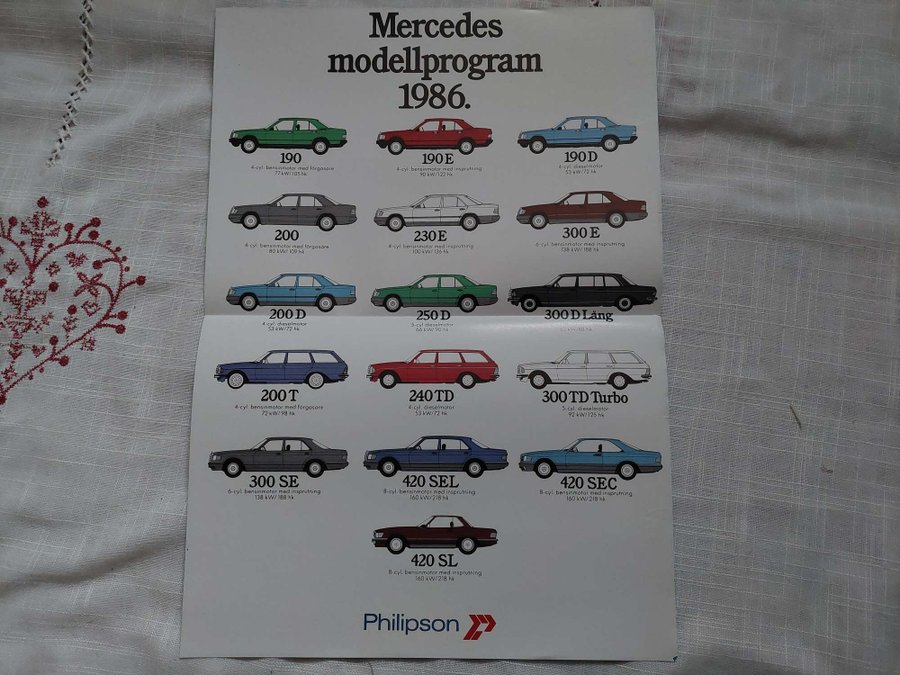 Mercedes
modellprogram
1986.
190
4-cyl. bensinmotor med förgasare
77 kW/105 hk
190 E
4-cyl. bensinmotor med insprutning
90 kW/122 hk
190 D
4-cyl. dieselmotor
53 kW/72 hk
200
4-cyl. bensinmotor med förgasare
80 kW/109 hk
230 E
4-cyl. bensinmotor med insprutning
100 kW/136 hk
300 E
6-cyl. bensinmotor med insprutning
138 kW/188 hk
200 D
4-cyl. dieselmotor
53 kW/72 hk
250 D
5-cyl. dieselmotor
66 kW/90 hk
300 D Lång
200 T
4-cyl. bensinmotor med förgasare
72 kW/98 hk
240 TD
4-cyl. dieselmotor
53 kW/72 hk
300 TD Turbo
5-cyl. dieselmotor
92 kW/125 hk
300 SE
6-cyl. bensinmotor med insprutning
138 kW/188 hk
420 SEL
8-cyl. bensinmotor med insprutning
160 kW/218 hk
420 SEC
8-cyl. bensinmotor med insprutning
160 kW/218 hk
420 SL
8-cyl. bensinmotor med insprutning
160 kW/218 hk
Philipson